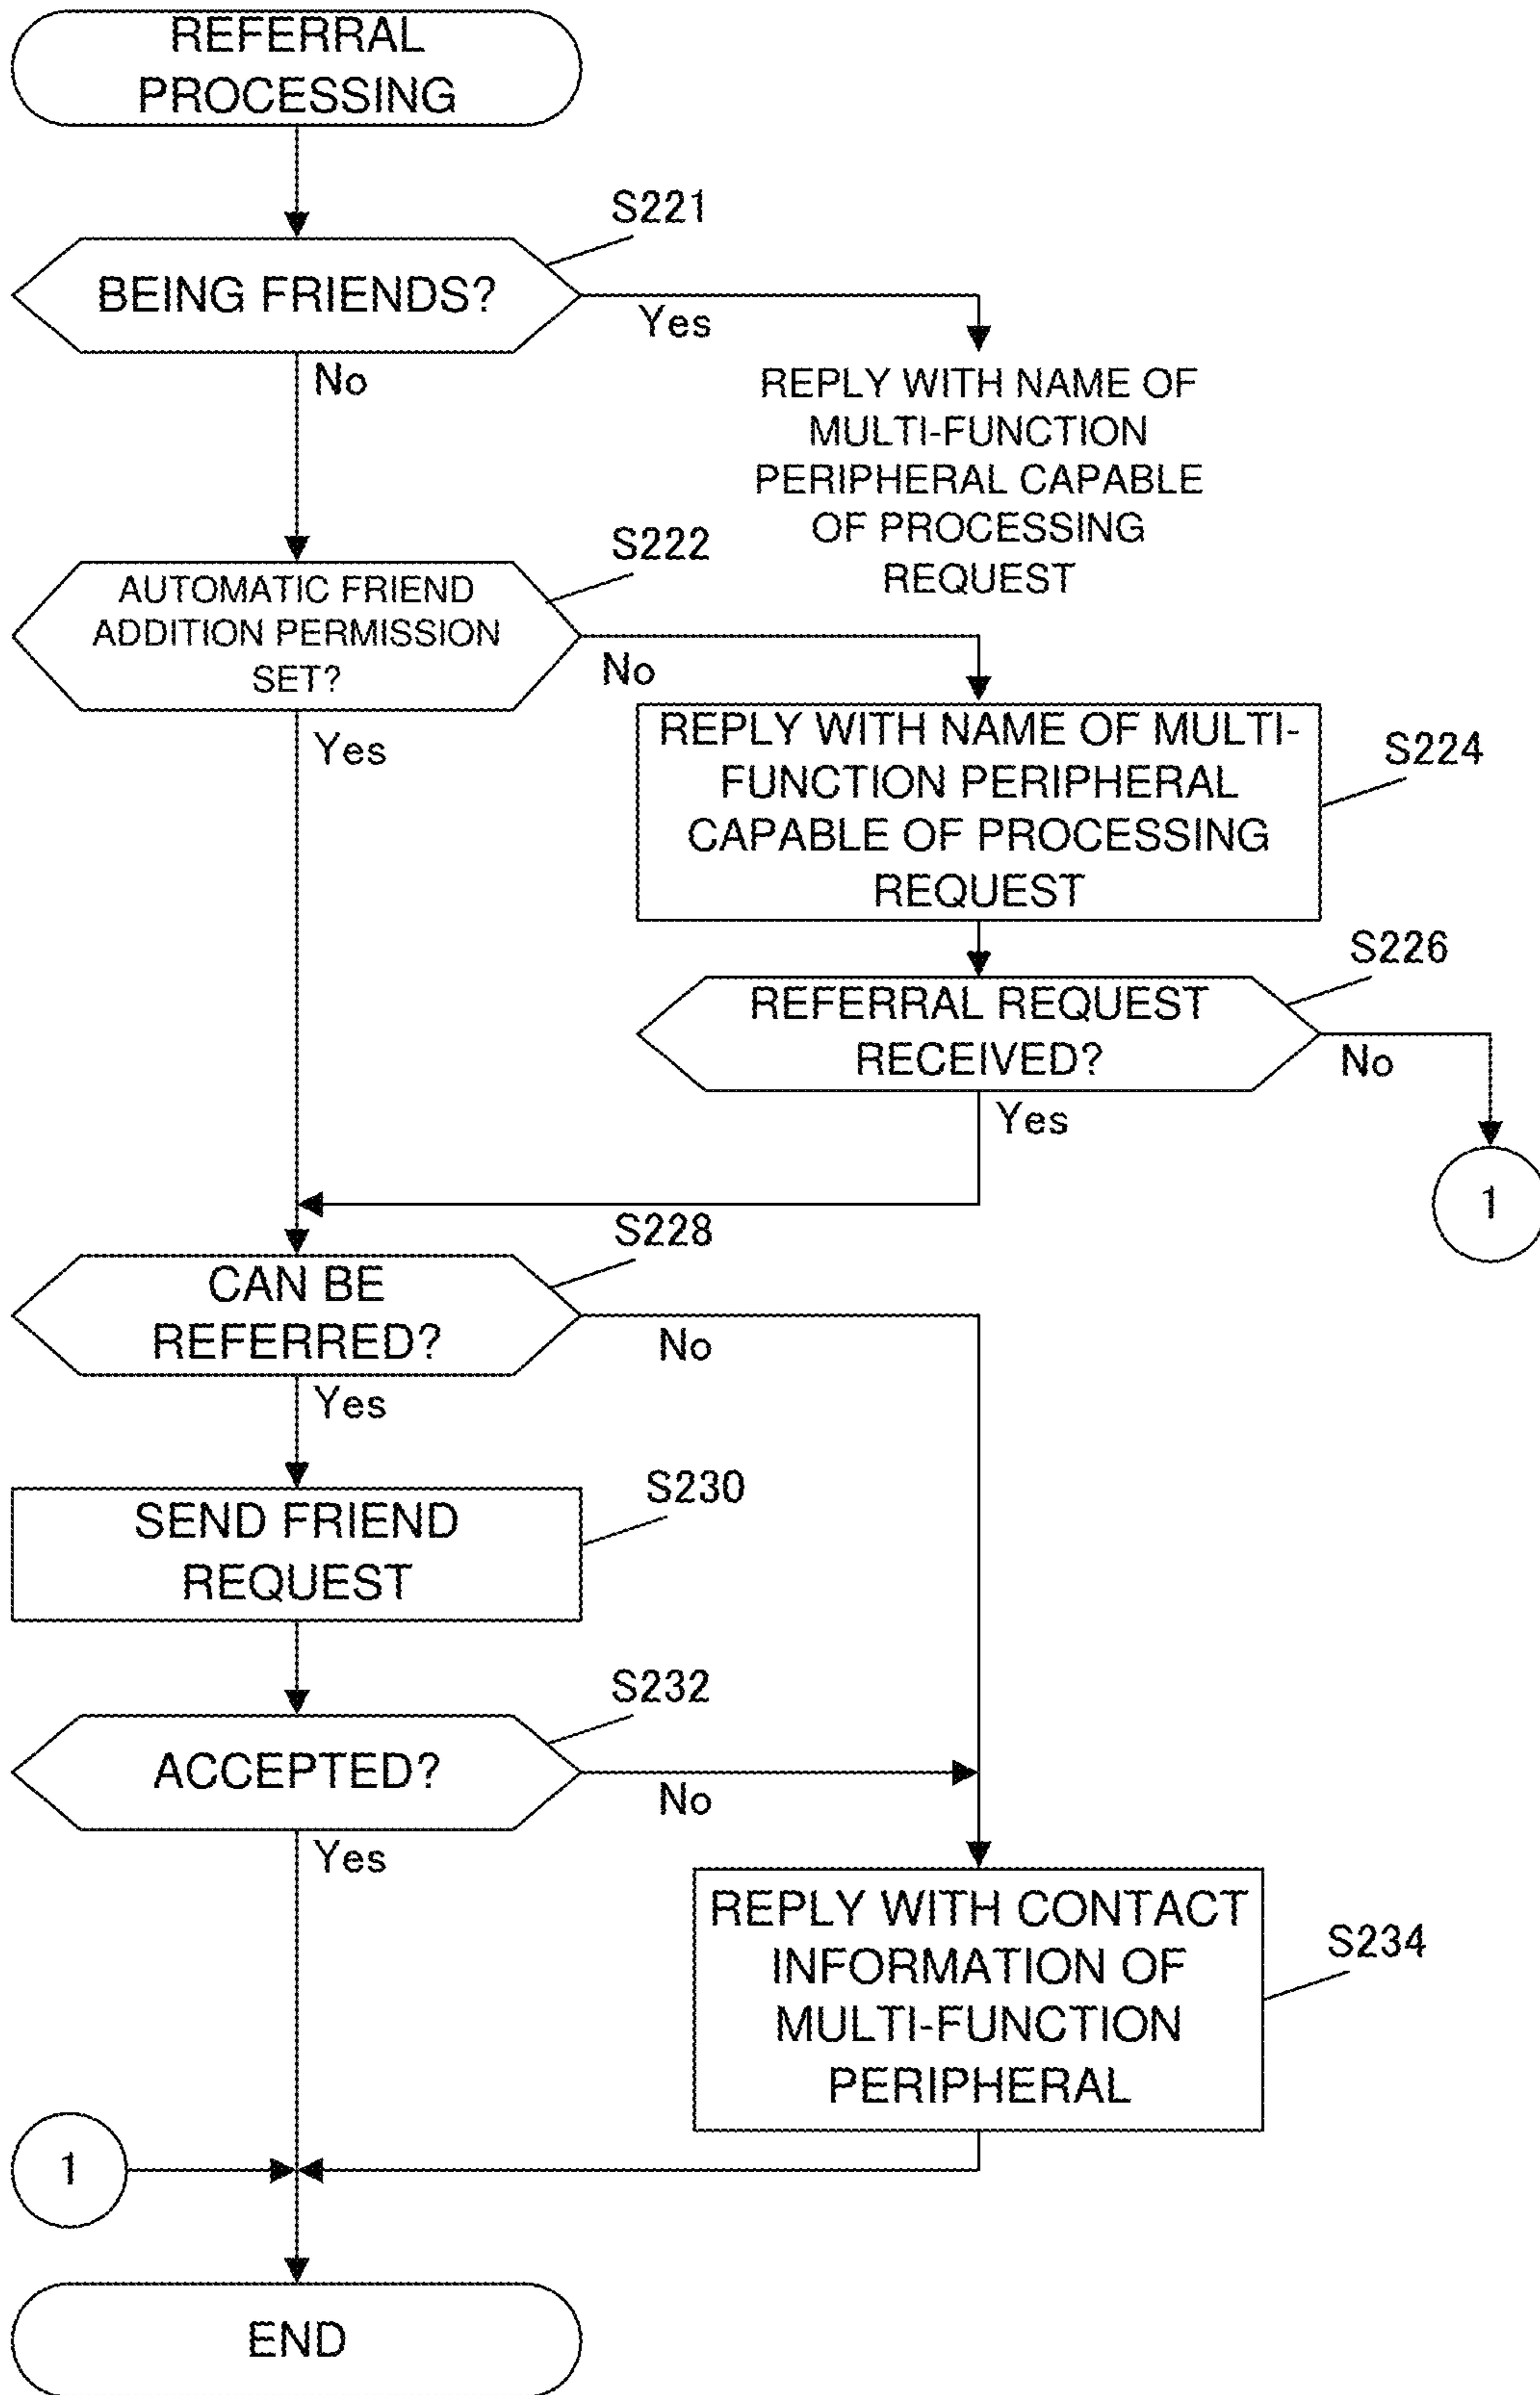 REFERRAL
PROCESSING
S221
BEING FRIENDS?
Yes
No
REPLY WITH NAME OF
MULTI-FUNCTION
PERIPHERAL CAPABLE
OF PROCESSING
REQUEST
S222
AUTOMATIC FRIEND
ADDITION PERMISSION
SET?
No
Yes
REPLY WITH NAME OF MULTI-
FUNCTION PERIPHERAL
CAPABLE OF PROCESSING
REQUEST
S224
S226
REFERRAL REQUEST
RECEIVED?
No
Yes
1
S228
CAN BE
REFERRED?
No
Yes
S230
SEND FRIEND
REQUEST
S232
ACCEPTED?
No
Yes
REPLY WITH CONTACT
INFORMATION OF
MULTI-FUNCTION
PERIPHERAL
S234
1
END